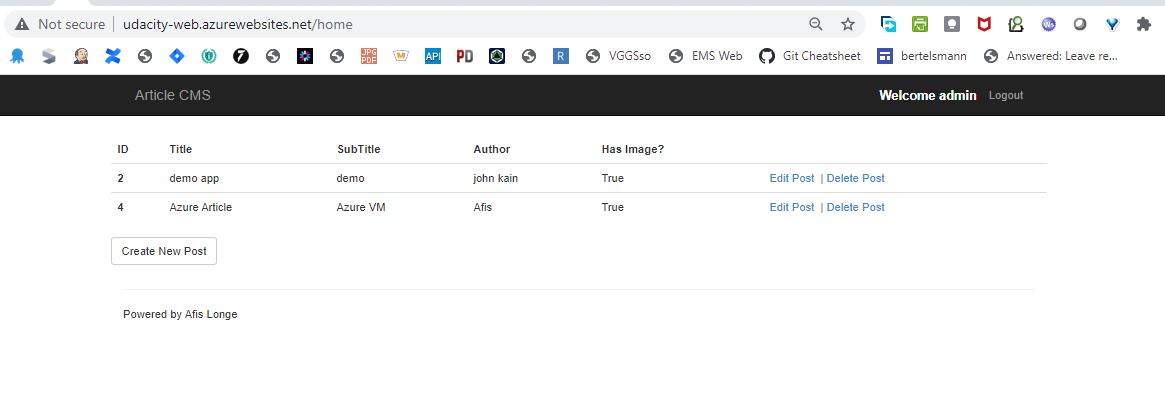 Not secure | udacity-web.azurewebsites.net/home
JPG PDF API PD R VGGSso EMS Web Git Cheatsheet bertelsmann Answered: Leave re...
Article CMS Welcome admin Logout
ID Title SubTitle Author Has Image?
2 demo app demo john kain True Edit Post | Delete Post
4 Azure Article Azure VM Afis True Edit Post | Delete Post
Create New Post
Powered by Afis Longe